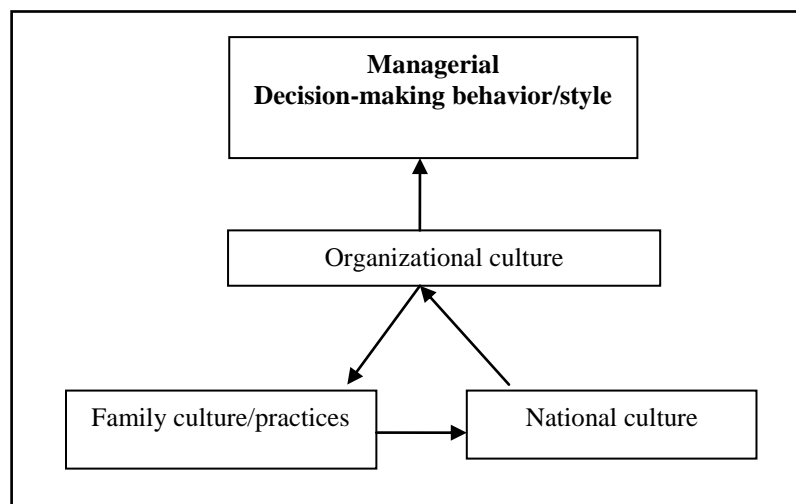 Managerial
Decision-making behavior/style
Organizational culture
Family culture/practices
National culture